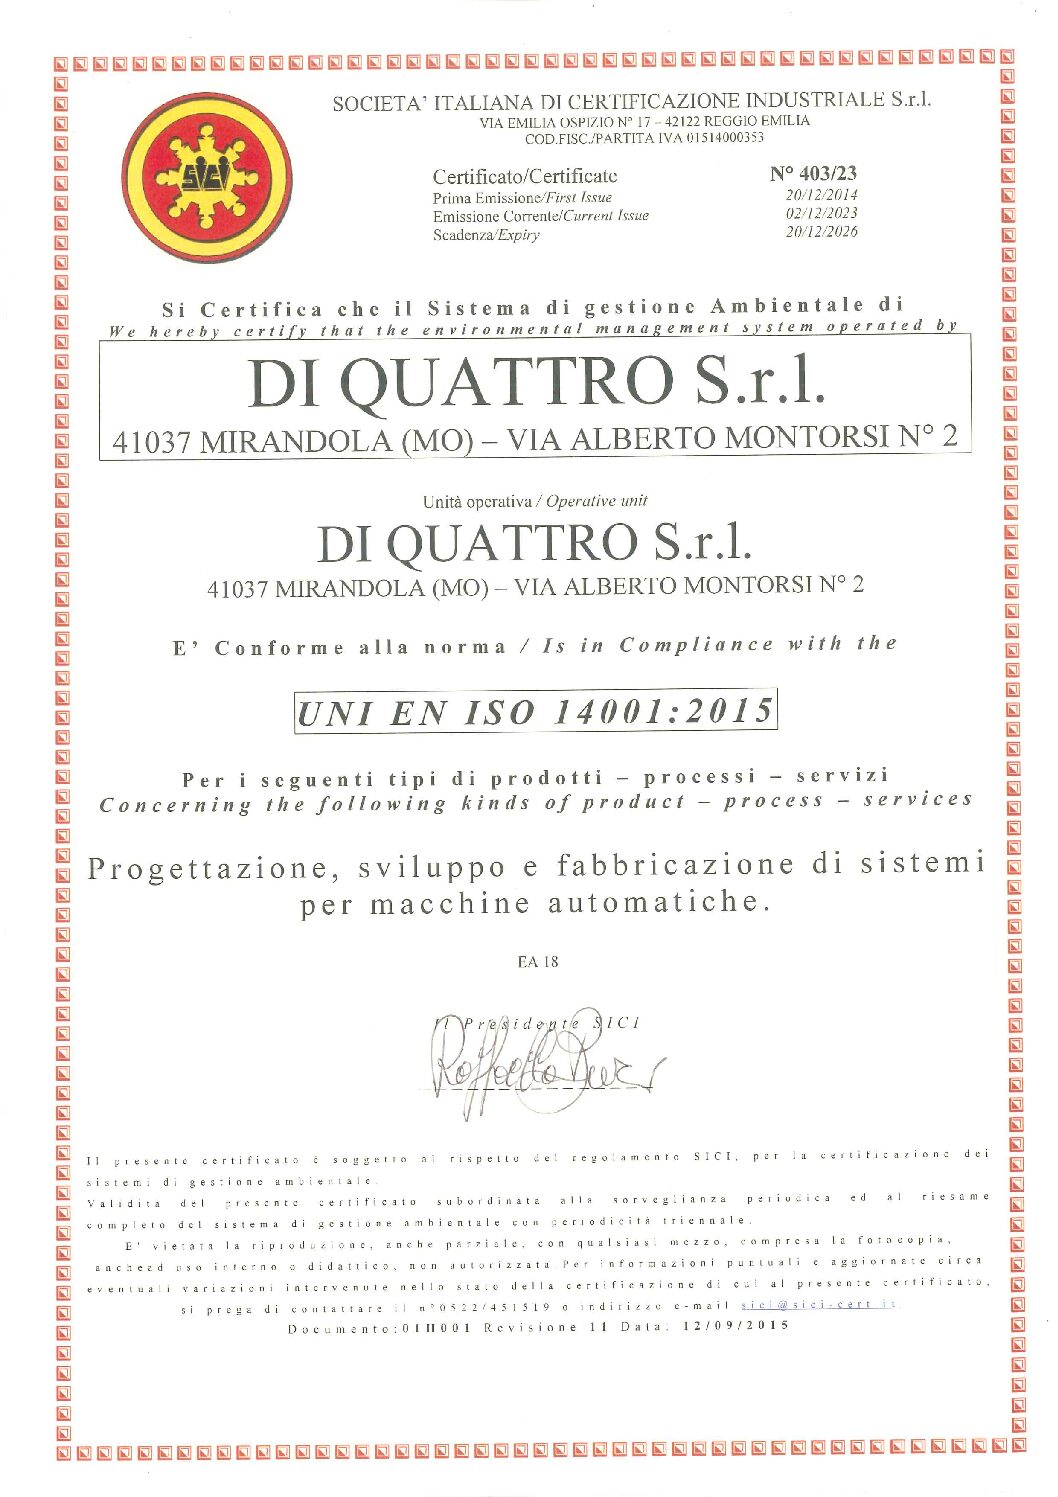 SOCIETA' ITALIANA DI CERTIFICAZIONE INDUSTRIALE S.r.l.
VIA EMILIA OSPIZIO N° 17 – 42122 REGGIO EMILIA
COD.FISC./PARTITA IVA 01514000353
SICI
Certificato/Certificate N° 403/23
Prima Emissione/First Issue 20/12/2014
Emissione Corrente/Current Issue 02/12/2023
Scadenza/Expiry 20/12/2026
Si Certifica che il Sistema di gestione Ambientale di
We hereby certify that the environmental management system operated by
DI QUATTRO S.r.l.
41037 MIRANDOLA (MO) – VIA ALBERTO MONTORSI N° 2
Unità operativa / Operative unit
DI QUATTRO S.r.l.
41037 MIRANDOLA (MO) – VIA ALBERTO MONTORSI N° 2
E' Conforme alla norma / Is in Compliance with the
UNI EN ISO 14001:2015
Per i seguenti tipi di prodotti – processi – servizi
Concerning the following kinds of product – process – services
Progettazione, sviluppo e fabbricazione di sistemi
per macchine automatiche.
EA 18
Il Presidente SICI
Il presente certificato è soggetto al rispetto del regolamento SICI, per la certificazione dei
sistemi di gestione ambientale.
Validità del presente certificato subordinata alla sorveglianza periodica ed al riesame
completo del sistema di gestione ambientale con periodicità triennale.
E' vietata la riproduzione, anche parziale, con qualsiasi mezzo, compresa la fotocopia,
anchead uso interno o didattico, non autorizzata.Per informazioni puntuali e aggiornate circa
eventuali variazioni intervenute nello stato della certificazione di cui al presente certificato,
si prega di contattare il n°0522/451519 o indirizzo e-mail sici@sici-cert.it.
Documento:01H001 Revisione 11 Data: 12/09/2015